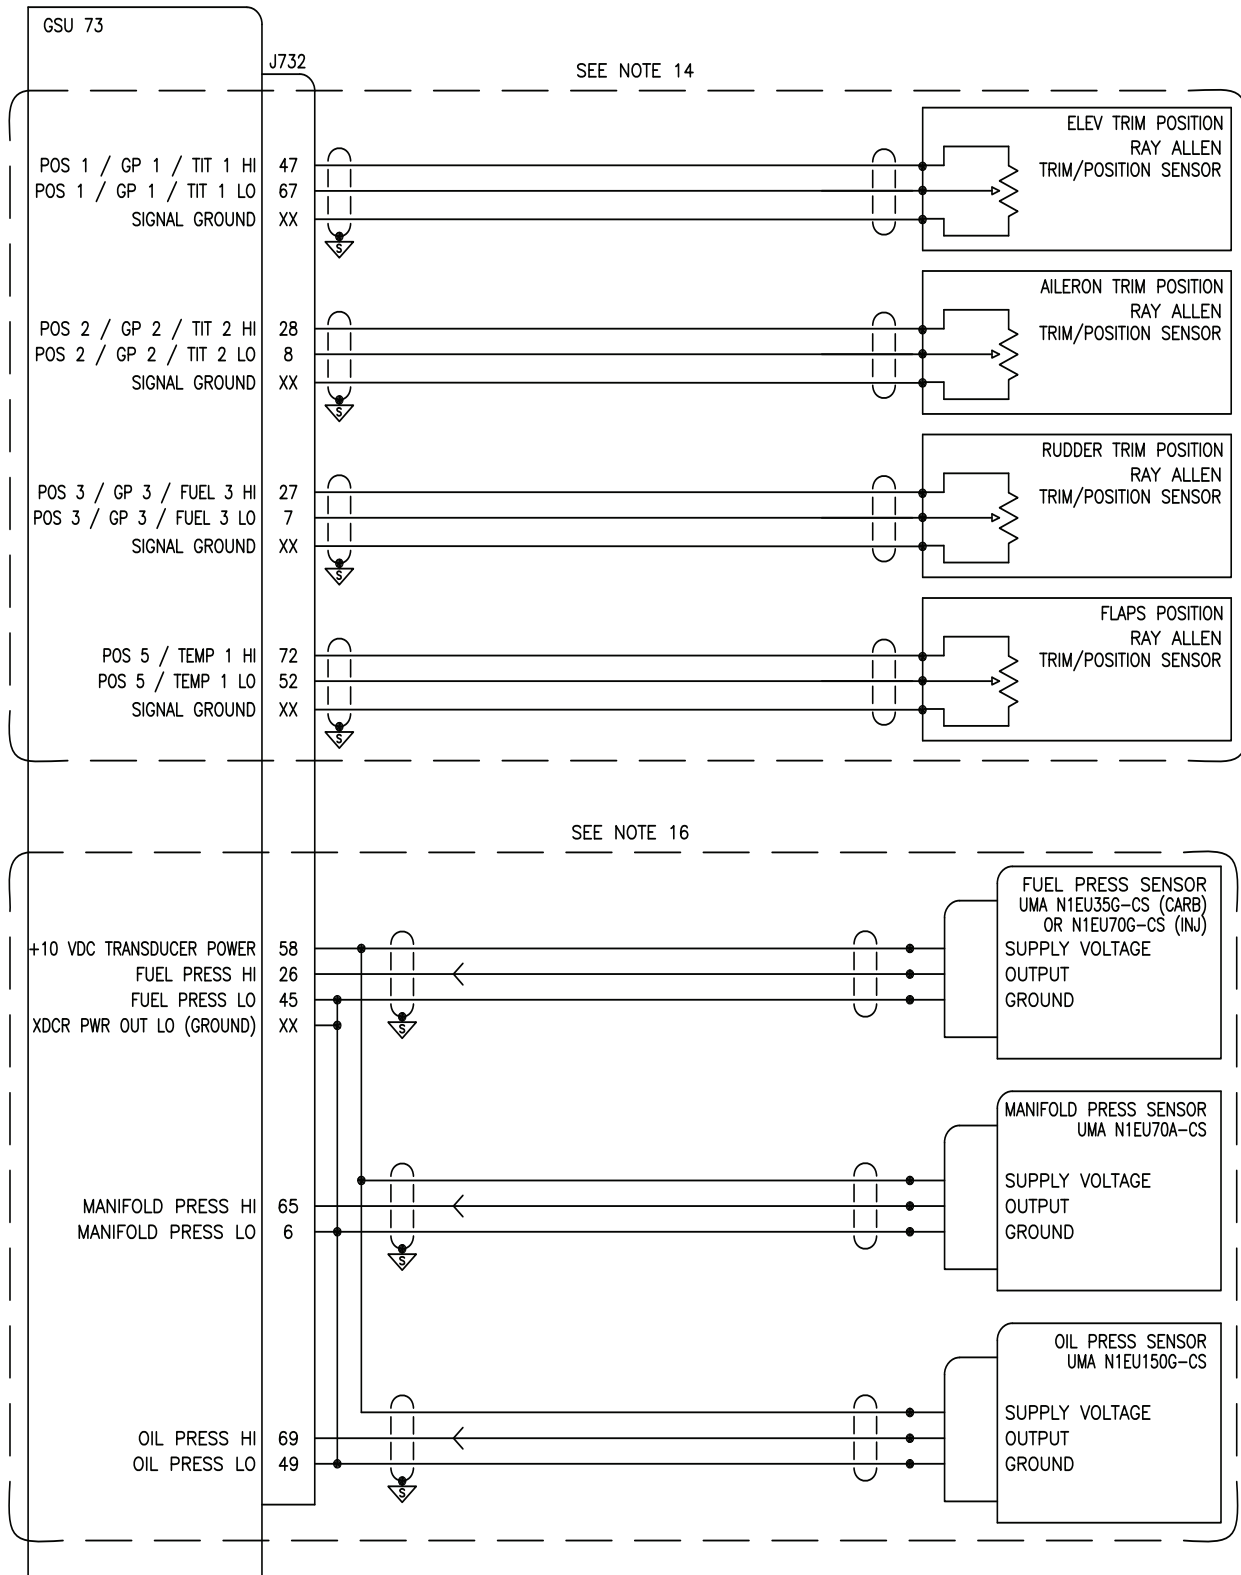 GSU 73
J732
SEE NOTE 14
ELEV TRIM POSITION
RAY ALLEN
TRIM/POSITION SENSOR
POS 1 / GP 1 / TIT 1 HI 47
POS 1 / GP 1 / TIT 1 LO 67
SIGNAL GROUND XX
S
AILERON TRIM POSITION
RAY ALLEN
TRIM/POSITION SENSOR
POS 2 / GP 2 / TIT 2 HI 28
POS 2 / GP 2 / TIT 2 LO 8
SIGNAL GROUND XX
S
RUDDER TRIM POSITION
RAY ALLEN
TRIM/POSITION SENSOR
POS 3 / GP 3 / FUEL 3 HI 27
POS 3 / GP 3 / FUEL 3 LO 7
SIGNAL GROUND XX
S
FLAPS POSITION
RAY ALLEN
TRIM/POSITION SENSOR
POS 5 / TEMP 1 HI 72
POS 5 / TEMP 1 LO 52
SIGNAL GROUND XX
S
SEE NOTE 16
FUEL PRESS SENSOR
UMA N1EU35G-CS (CARB)
OR N1EU70G-CS (INJ)
+10 VDC TRANSDUCER POWER 58 SUPPLY VOLTAGE
FUEL PRESS HI 26 OUTPUT
FUEL PRESS LO 45 GROUND
XDCR PWR OUT LO (GROUND) XX
S
MANIFOLD PRESS SENSOR
UMA N1EU70A-CS
SUPPLY VOLTAGE
MANIFOLD PRESS HI 65 OUTPUT
MANIFOLD PRESS LO 6 GROUND
S
OIL PRESS SENSOR
UMA N1EU150G-CS
SUPPLY VOLTAGE
OIL PRESS HI 69 OUTPUT
OIL PRESS LO 49 GROUND
S